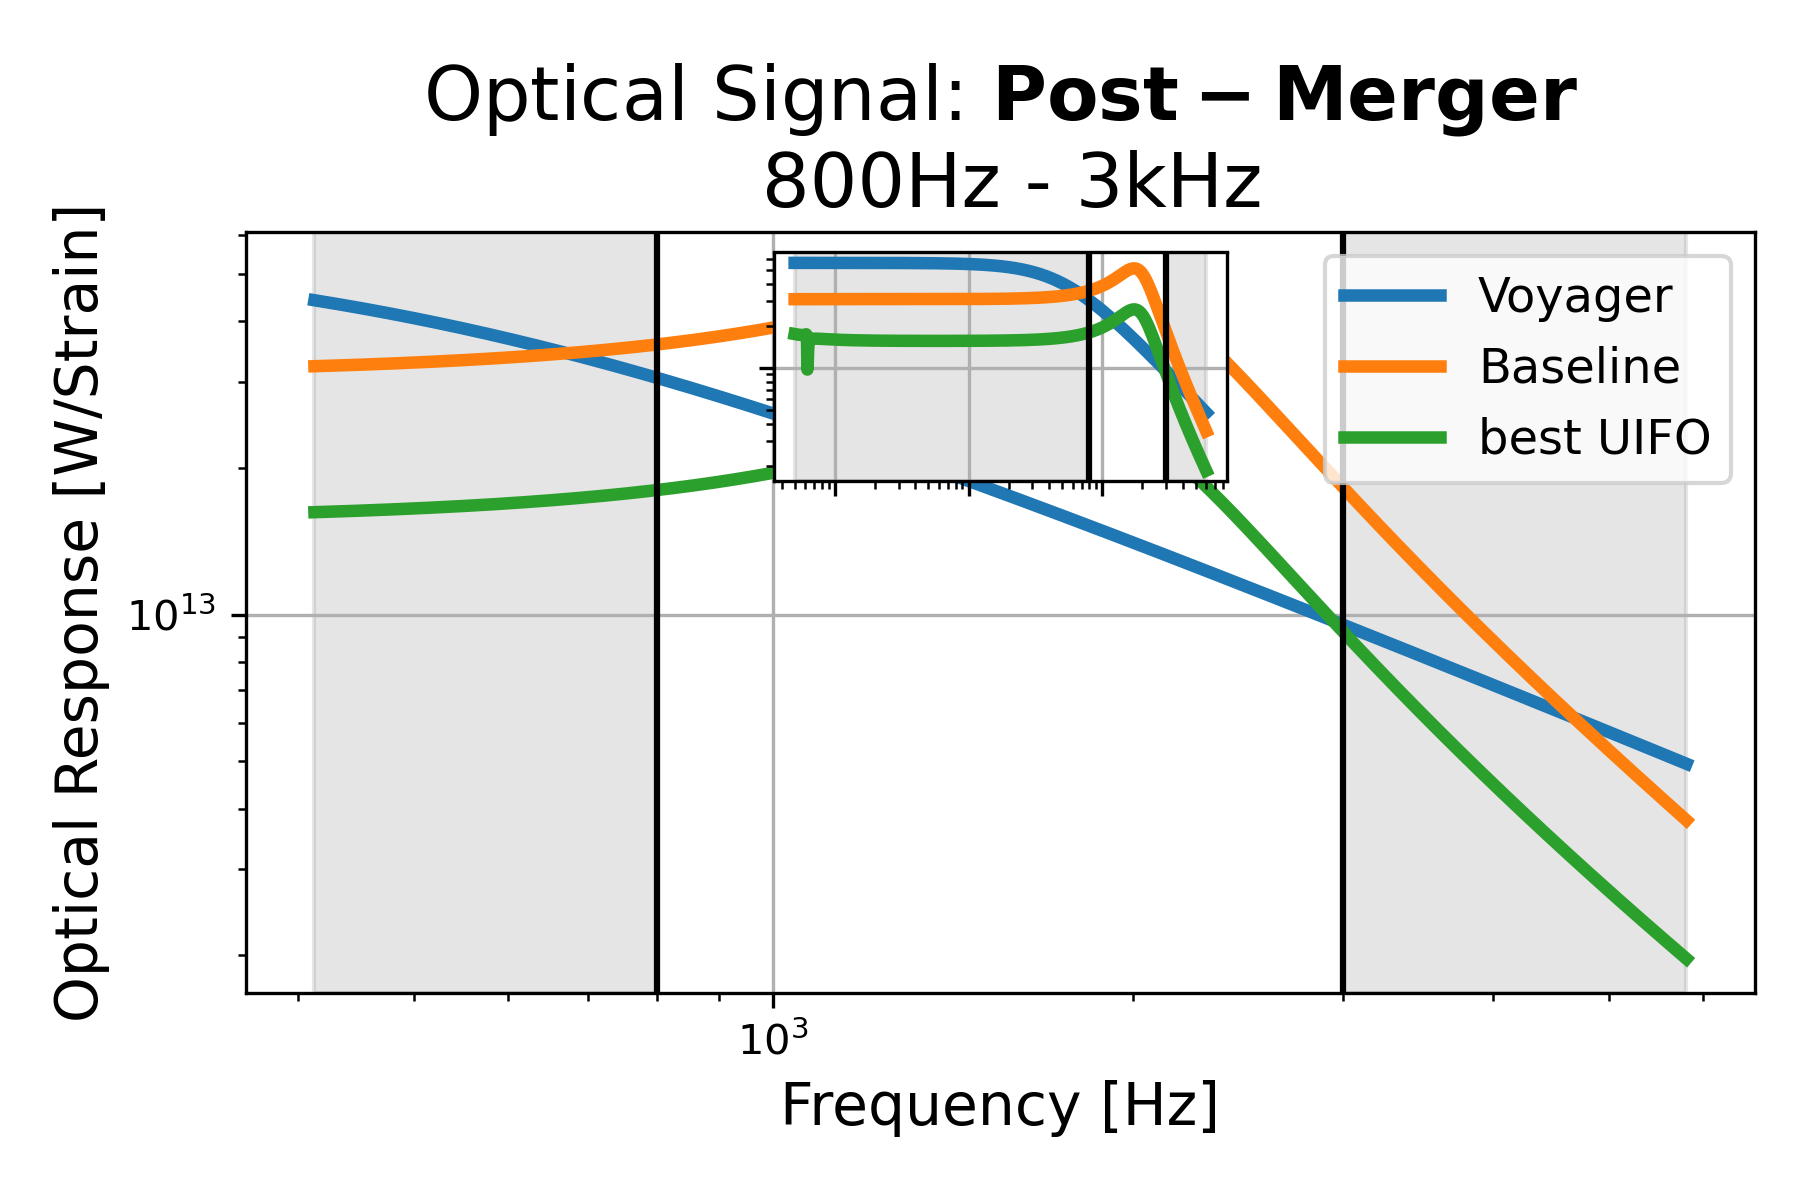 Optical Signal: Post − Merger
800Hz - 3kHz
Optical Response [W/Strain]
10¹³
Voyager
Baseline
best UIFO
10³
Frequency [Hz]